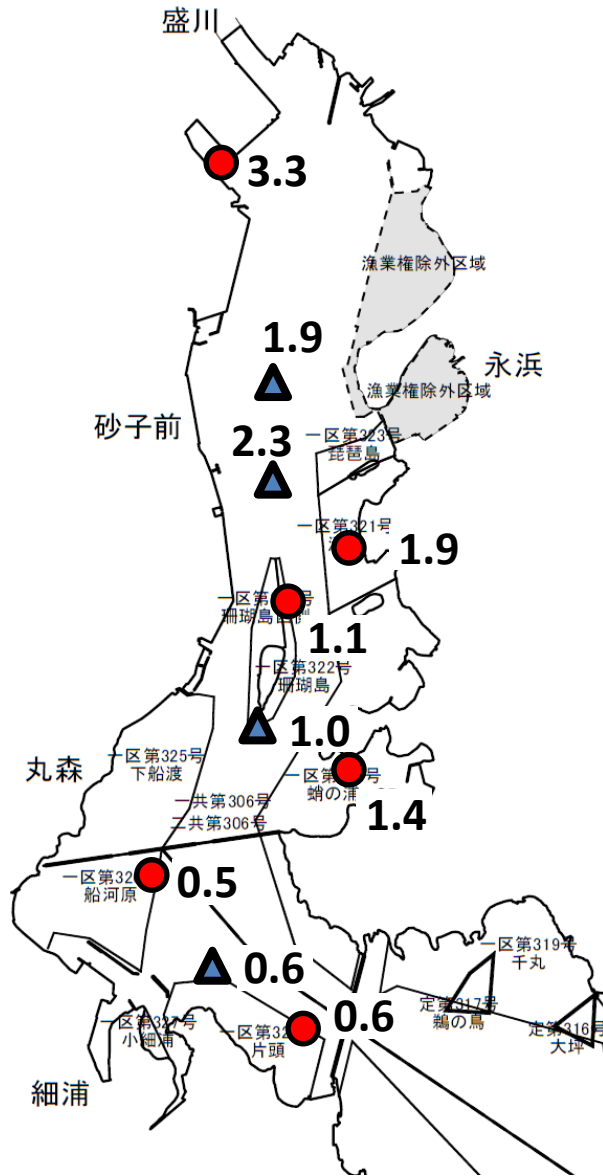 盛川
3.3
漁業権除外区域
1.9
永浜
漁業権除外区域
砂子前
2.3
一区第323号
琵琶島
一区第321号
1.9
一区第
号
珊瑚島
1.1
一区第322号
珊瑚島
1.0
一区第325号
下船渡
丸森
一区第
号
蛸の浦
一共第306号
1.4
二共第306号
一区第32
船河原
0.5
一区第319号
千丸
0.6
定第317号
鵜の鳥
0.6
一区第327号
小細浦
一区第32
片頭
定第316号
大坪
細浦